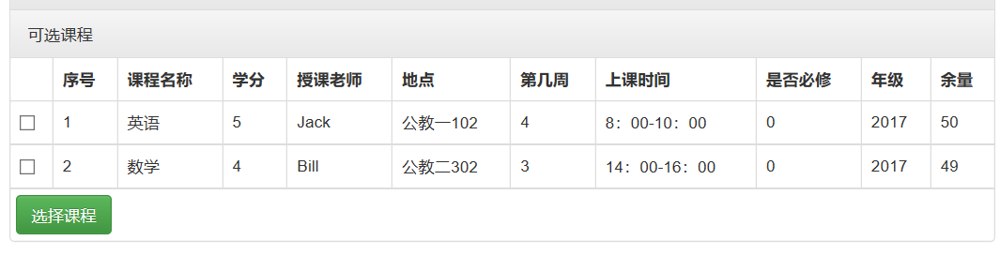 可选课程
序号 课程名称 学分 授课老师 地点 第几周 上课时间 是否必修 年级 余量
1 英语 5 Jack 公教一102 4 8：00-10：00 0 2017 50
2 数学 4 Bill 公教二302 3 14：00-16：00 0 2017 49
选择课程